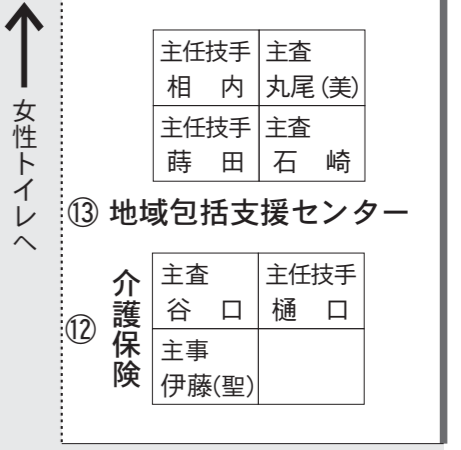 女性トイレへ
主任技手 主査
相 内 丸尾(美)
主任技手 主査
蒔 田 石 崎
⑬ 地域包括支援センター
⑫ 介護保険
主査 主任技手
谷 口 樋 口
主事
伊藤(聖)